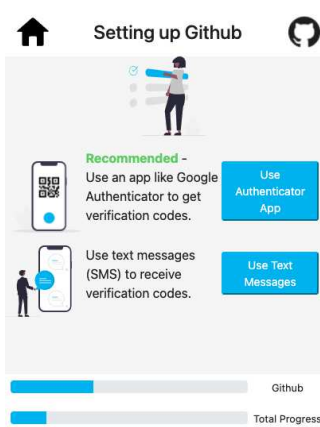 Setting up Github
Recommended -
Use an app like Google
Authenticator to get
verification codes.
Use
Authenticator
App
Use text messages
(SMS) to receive
verification codes.
Use Text
Messages
Github
Total Progress